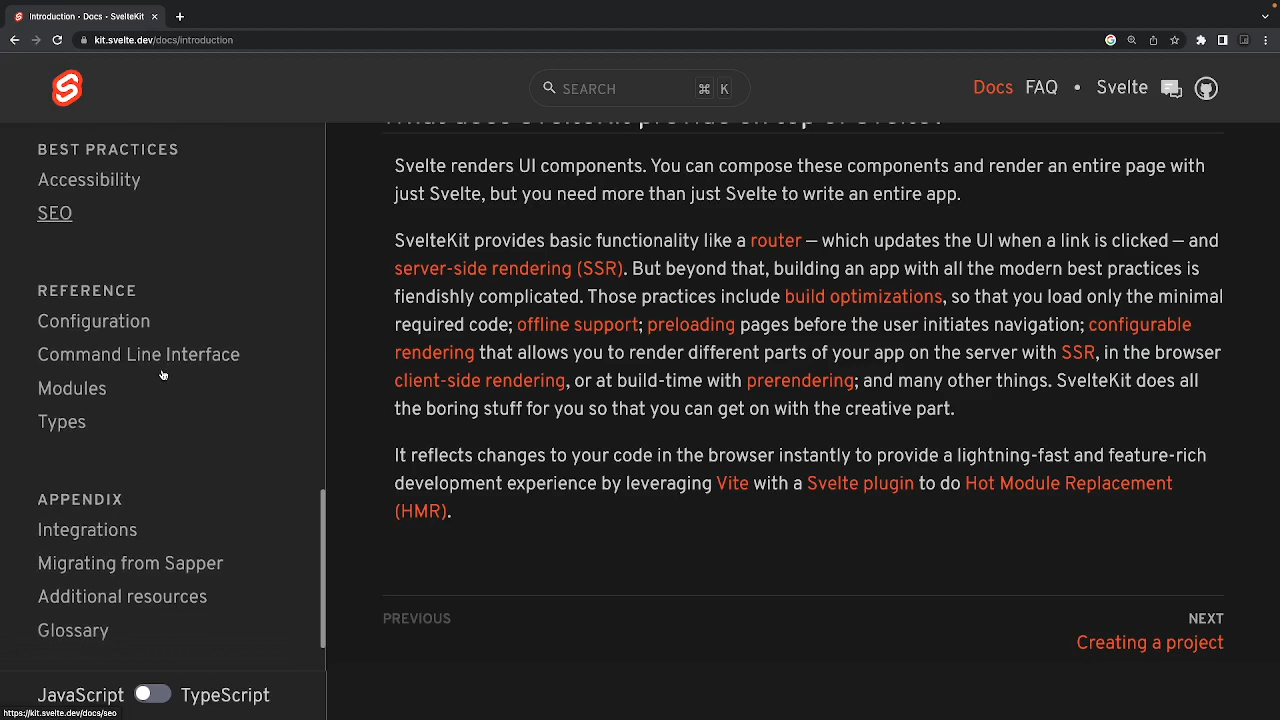 Introduction • Docs • SvelteKit
kit.svelte.dev/docs/introduction
SEARCH
⌘ K
Docs FAQ • Svelte
BEST PRACTICES
Accessibility
SEO
REFERENCE
Configuration
Command Line Interface
Modules
Types
APPENDIX
Integrations
Migrating from Sapper
Additional resources
Glossary
JavaScript TypeScript
https://kit.svelte.dev/docs/seo
What does SvelteKit provide on top of Svelte?
Svelte renders UI components. You can compose these components and render an entire page with
just Svelte, but you need more than just Svelte to write an entire app.
SvelteKit provides basic functionality like a router — which updates the UI when a link is clicked — and
server-side rendering (SSR). But beyond that, building an app with all the modern best practices is
fiendishly complicated. Those practices include build optimizations, so that you load only the minimal
required code; offline support; preloading pages before the user initiates navigation; configurable
rendering that allows you to render different parts of your app on the server with SSR, in the browser
client-side rendering, or at build-time with prerendering; and many other things. SvelteKit does all
the boring stuff for you so that you can get on with the creative part.
It reflects changes to your code in the browser instantly to provide a lightning-fast and feature-rich
development experience by leveraging Vite with a Svelte plugin to do Hot Module Replacement
(HMR).
PREVIOUS
NEXT
Creating a project